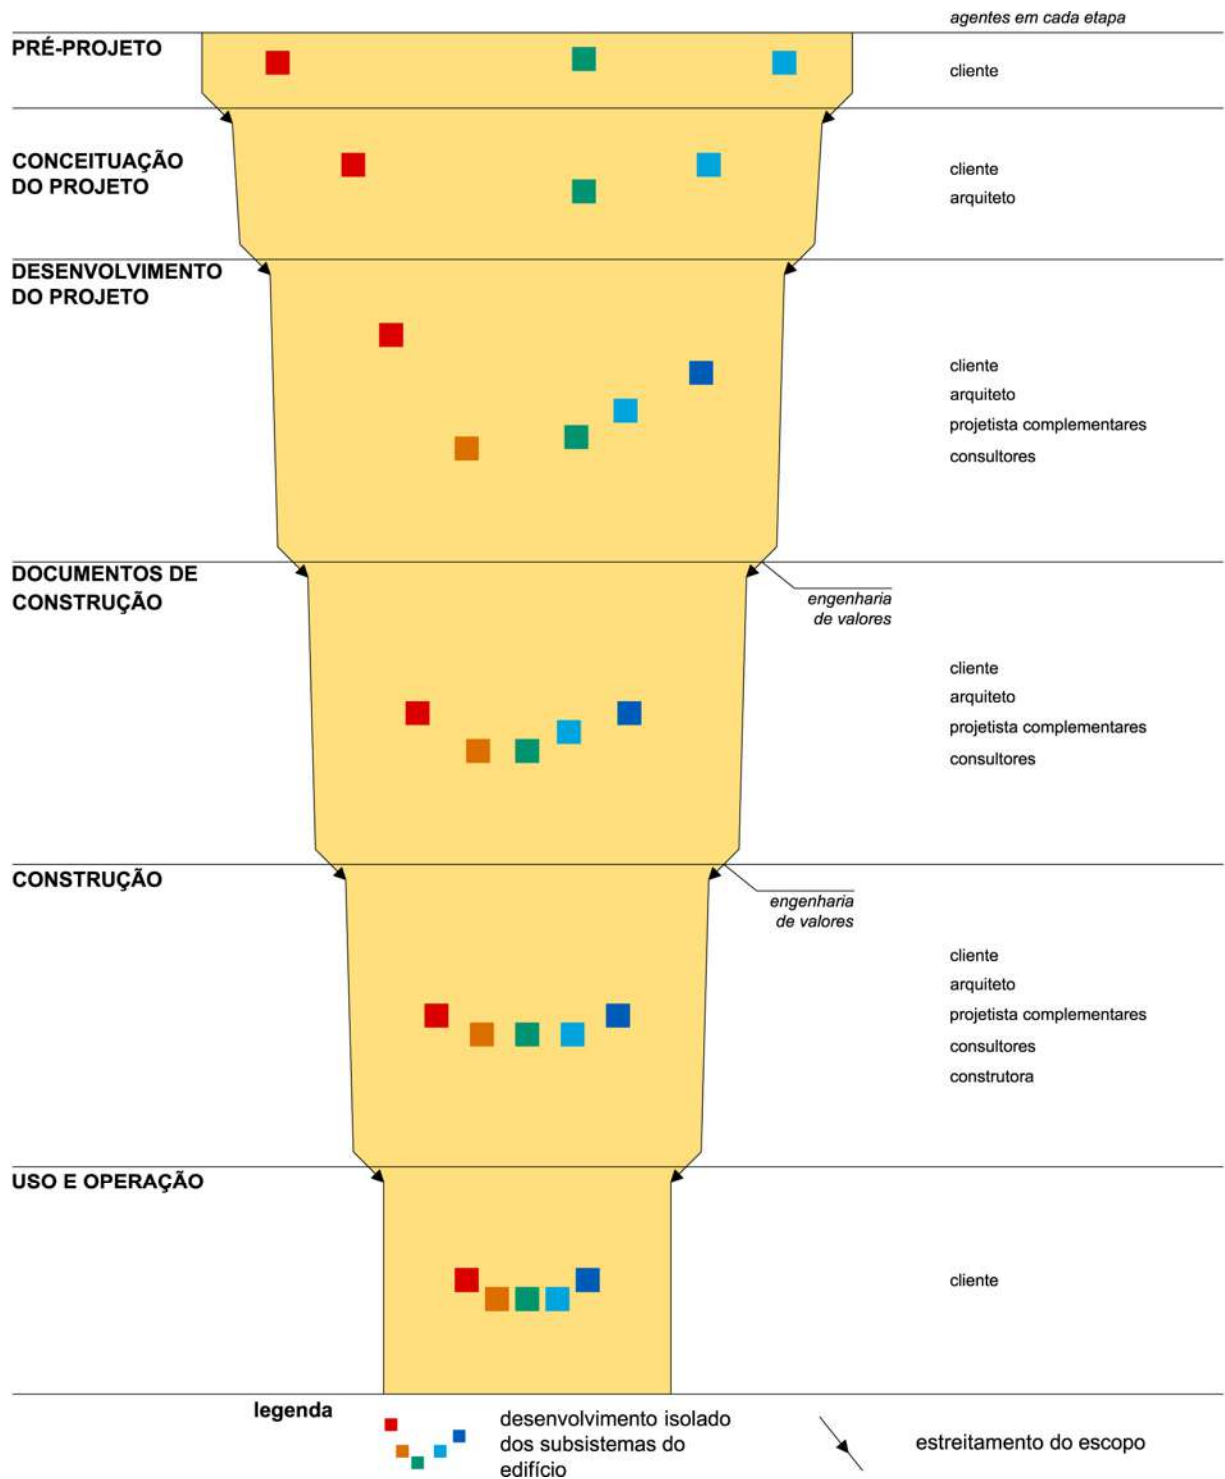 agentes em cada etapa
PRÉ-PROJETO
cliente
CONCEITUAÇÃO
DO PROJETO
cliente
arquiteto
DESENVOLVIMENTO
DO PROJETO
cliente
arquiteto
projetista complementares
consultores
DOCUMENTOS DE
CONSTRUÇÃO
engenharia
de valores
cliente
arquiteto
projetista complementares
consultores
CONSTRUÇÃO
engenharia
de valores
cliente
arquiteto
projetista complementares
consultores
construtora
USO E OPERAÇÃO
cliente
legenda
desenvolvimento isolado
dos subsistemas do
edifício
estreitamento do escopo